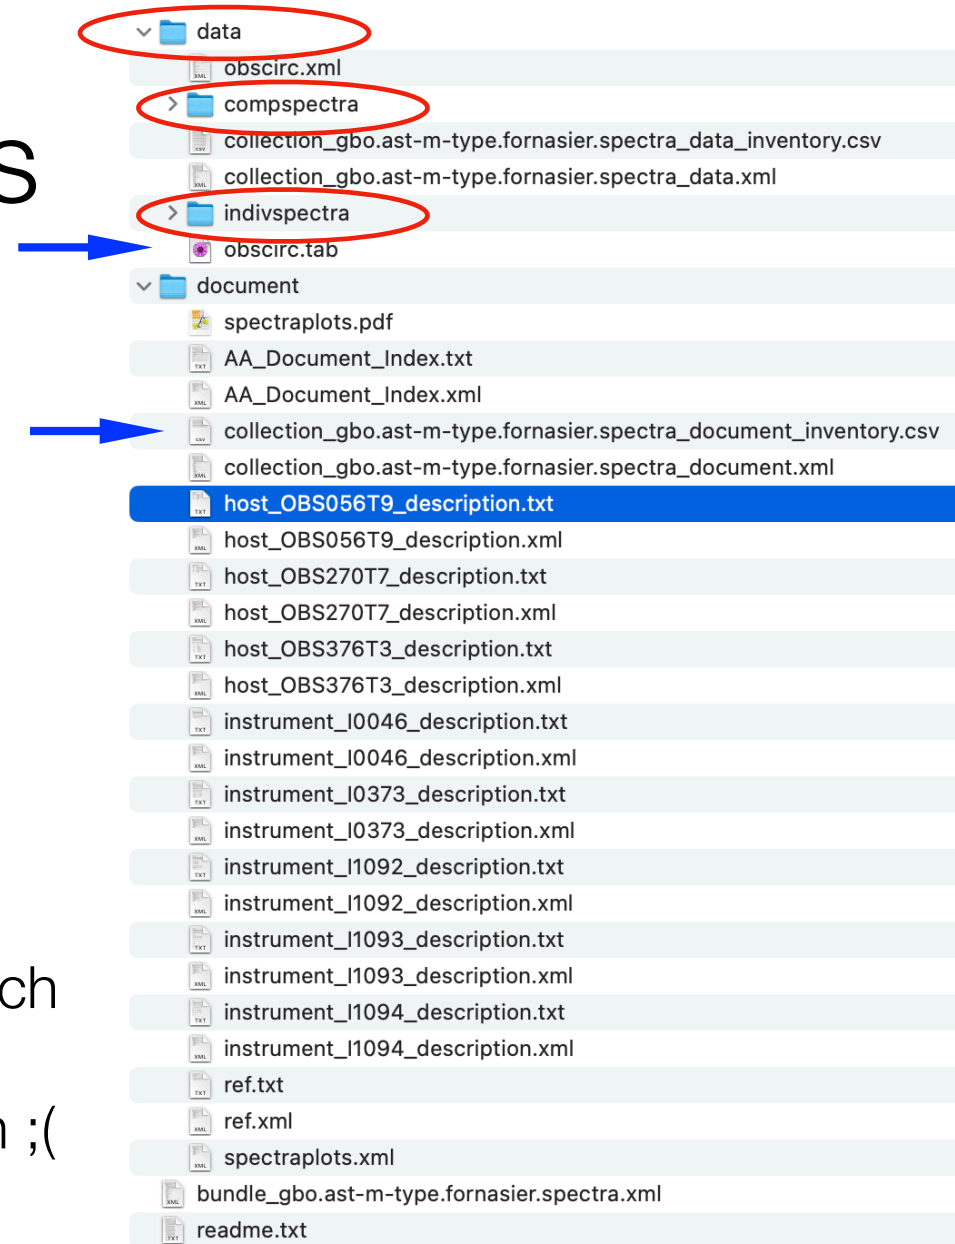 data
obscirc.xml
compspectra
collection_gbo.ast-m-type.fornasier.spectra_data_inventory.csv
s
collection_gbo.ast-m-type.fornasier.spectra_data.xml
indivspectra
obscirc.tab
document
spectraplots.pdf
AA_Document_Index.txt
AA_Document_Index.xml
collection_gbo.ast-m-type.fornasier.spectra_document_inventory.csv
collection_gbo.ast-m-type.fornasier.spectra_document.xml
host_OBS056T9_description.txt
host_OBS056T9_description.xml
host_OBS270T7_description.txt
host_OBS270T7_description.xml
host_OBS376T3_description.txt
host_OBS376T3_description.xml
instrument_I0046_description.txt
instrument_I0046_description.xml
instrument_I0373_description.txt
instrument_I0373_description.xml
instrument_I1092_description.txt
instrument_I1092_description.xml
instrument_I1093_description.txt
instrument_I1093_description.xml
ch
instrument_I1094_description.txt
instrument_I1094_description.xml
ref.txt
ref.xml
;(
spectraplots.xml
bundle_gbo.ast-m-type.fornasier.spectra.xml
readme.txt